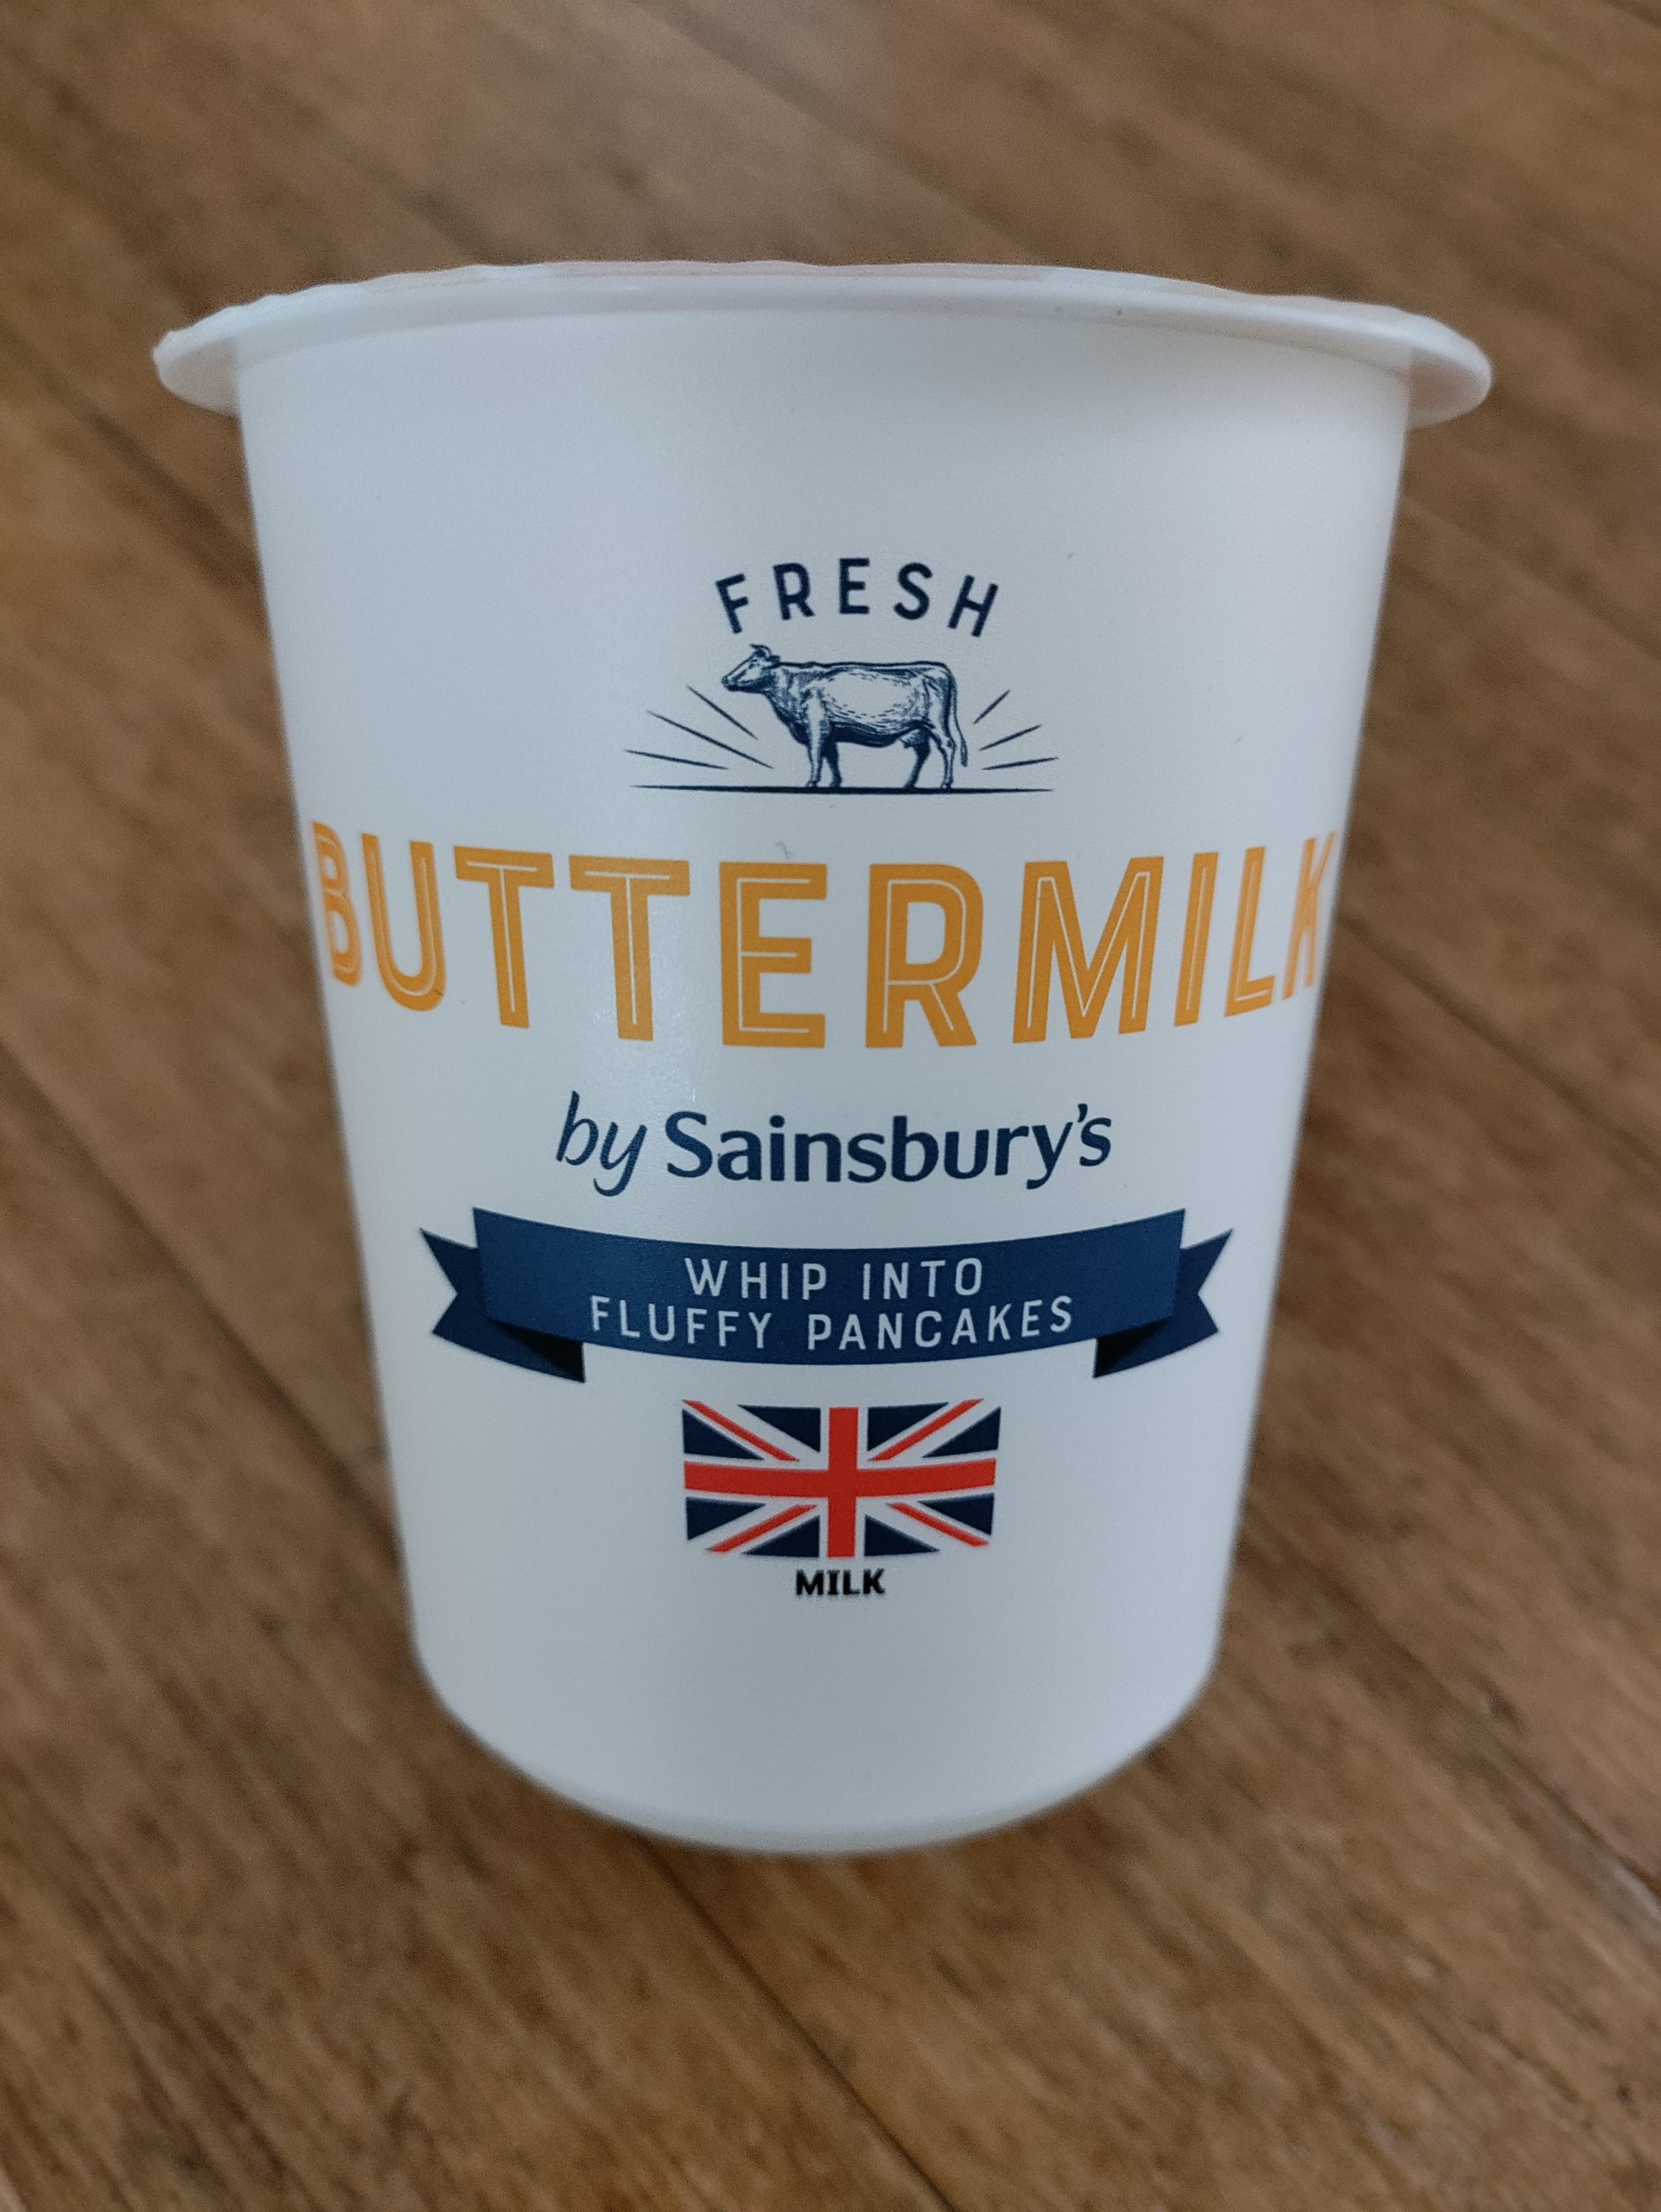 FRESH
BUTTERMILK
by Sainsbury's
WHIP INTO
FLUFFY PANCAKES
MILK